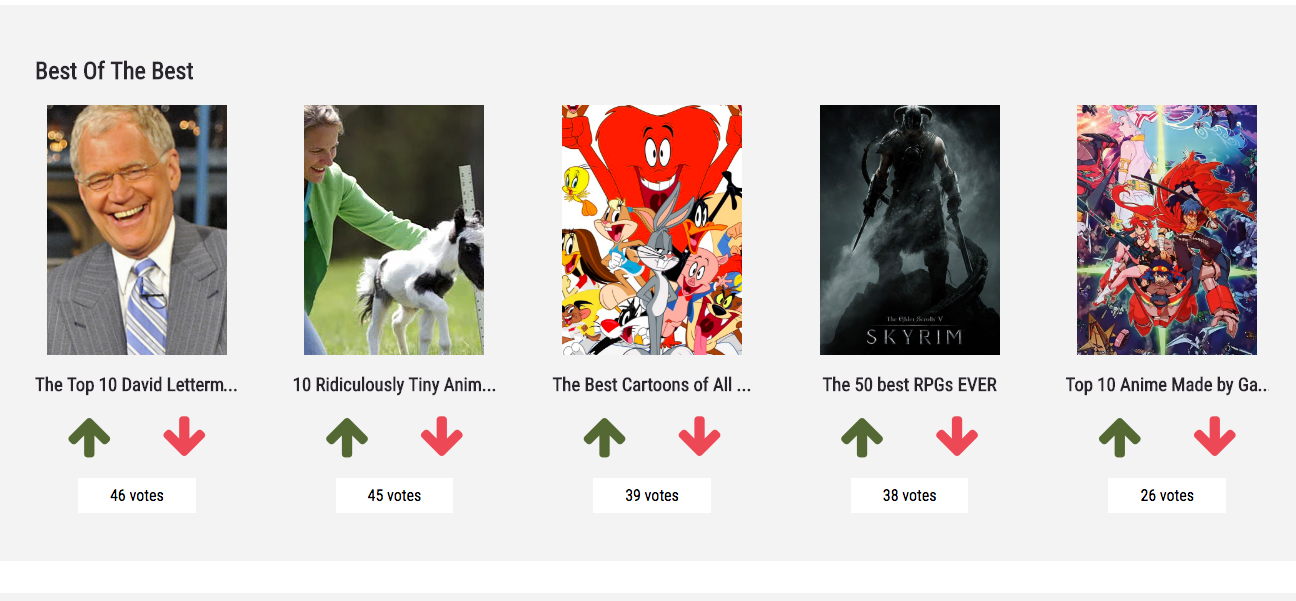 Best Of The Best
The Elder Scrolls V
SKYRIM
The Top 10 David Letterm...
10 Ridiculously Tiny Anim...
The Best Cartoons of All ...
The 50 best RPGs EVER
Top 10 Anime Made by Ga...
46 votes
45 votes
39 votes
38 votes
26 votes